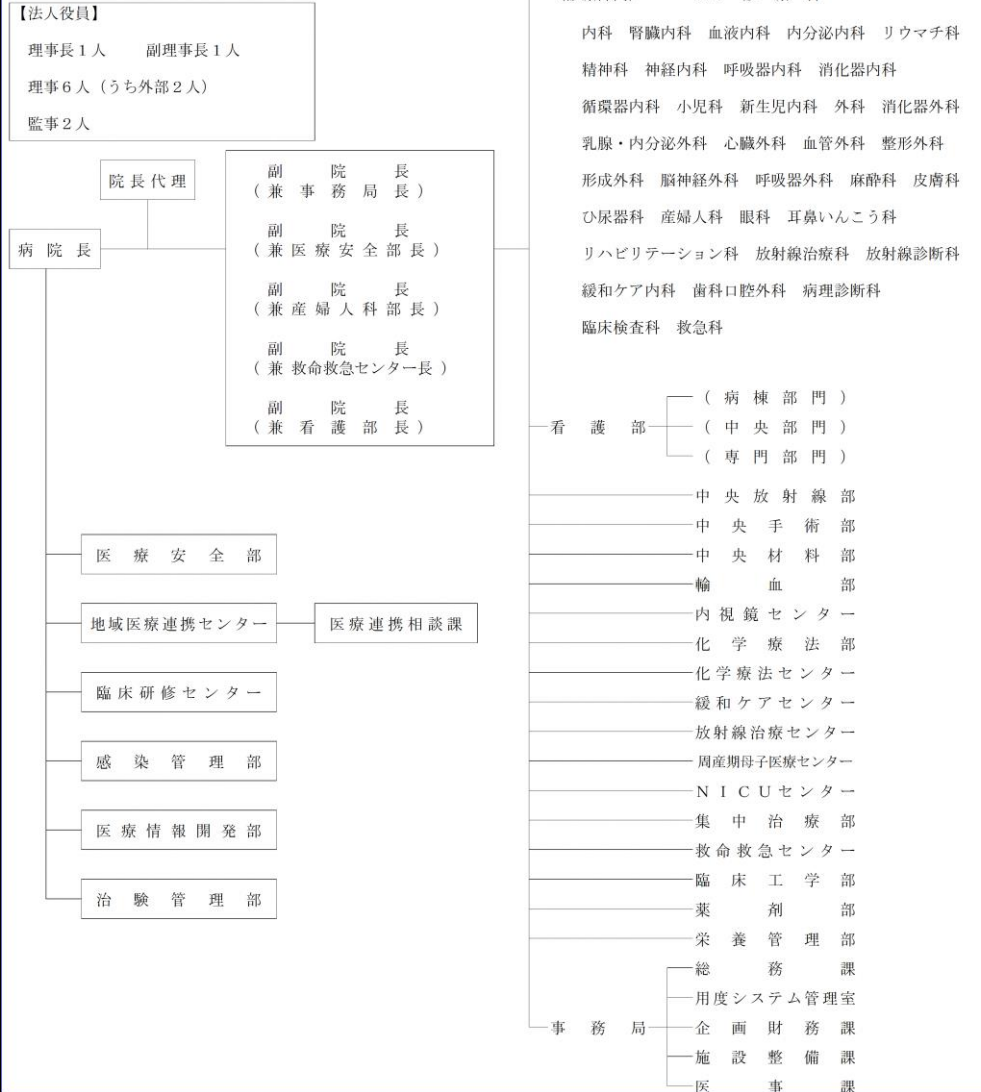 【法人役員】
理事長１人　副理事長１人
理事６人（うち外部２人）
監事２人
院長代理
病院長
副院長
（兼事務局長）
副院長
（兼医療安全部長）
副院長
（兼産婦人科部長）
副院長
（兼救命救急センター長）
副院長
（兼看護部長）
医療安全部
地域医療連携センター
医療連携相談課
臨床研修センター
感染管理部
医療情報開発部
治験管理部
内科　腎臓内科　血液内科　内分泌内科　リウマチ科
精神科　神経内科　呼吸器内科　消化器内科
循環器内科　小児科　新生児内科　外科　消化器外科
乳腺・内分泌外科　心臓外科　血管外科　整形外科
形成外科　脳神経外科　呼吸器外科　麻酔科　皮膚科
ひ尿器科　産婦人科　眼科　耳鼻いんこう科
リハビリテーション科　放射線治療科　放射線診断科
緩和ケア内科　歯科口腔外科　病理診断科
臨床検査科　救急科
看護部
（病棟部門）
（中央部門）
（専門部門）
中央放射線部
中央手術部
中央材料部
輸血部
内視鏡センター
化学療法部
化学療法センター
緩和ケアセンター
放射線治療センター
周産期母子医療センター
ＮＩＣＵセンター
集中治療部
救命救急センター
臨床工学部
薬剤部
栄養管理部
事務局
総務課
用度システム管理室
企画財務課
施設整備課
医事課